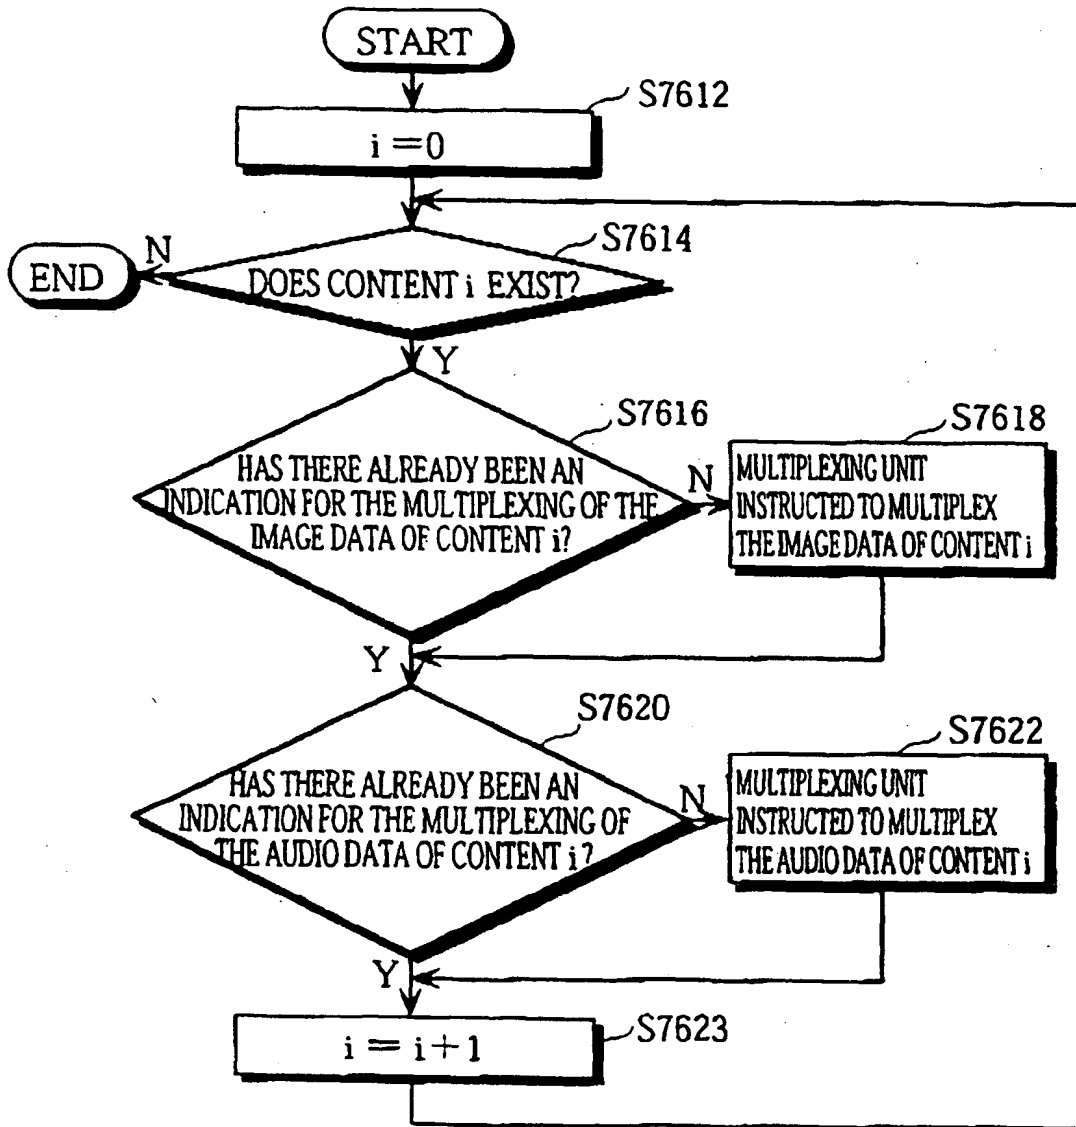 START
S7612
i=0
S7614
N
END
DOES CONTENT i EXIST?
Y
S7616
HAS THERE ALREADY BEEN AN
INDICATION FOR THE MULTIPLEXING OF THE
IMAGE DATA OF CONTENT i?
N
S7618
MULTIPLEXING UNIT
INSTRUCTED TO MULTIPLEX
THE IMAGE DATA OF CONTENT i
Y
S7620
HAS THERE ALREADY BEEN AN
INDICATION FOR THE MULTIPLEXING OF
THE AUDIO DATA OF CONTENT i?
N
S7622
MULTIPLEXING UNIT
INSTRUCTED TO MULTIPLEX
THE AUDIO DATA OF CONTENT i
Y
S7623
i = i+1